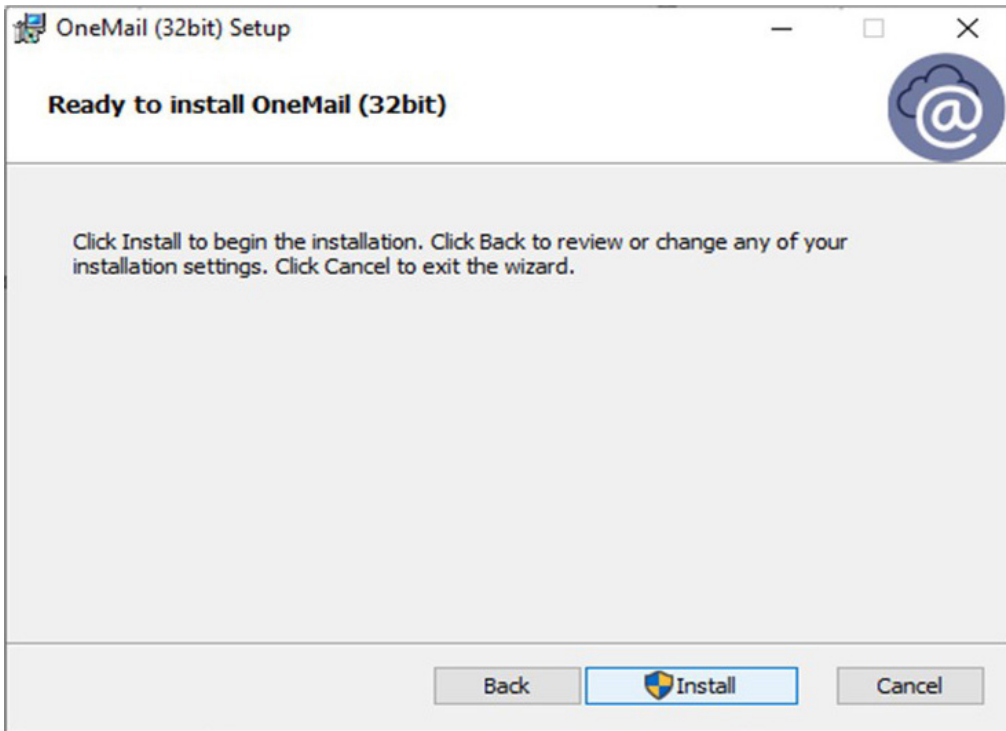 OneMail (32bit) Setup
Ready to install OneMail (32bit)
@
Click Install to begin the installation. Click Back to review or change any of your
installation settings. Click Cancel to exit the wizard.
Back
Install
Cancel